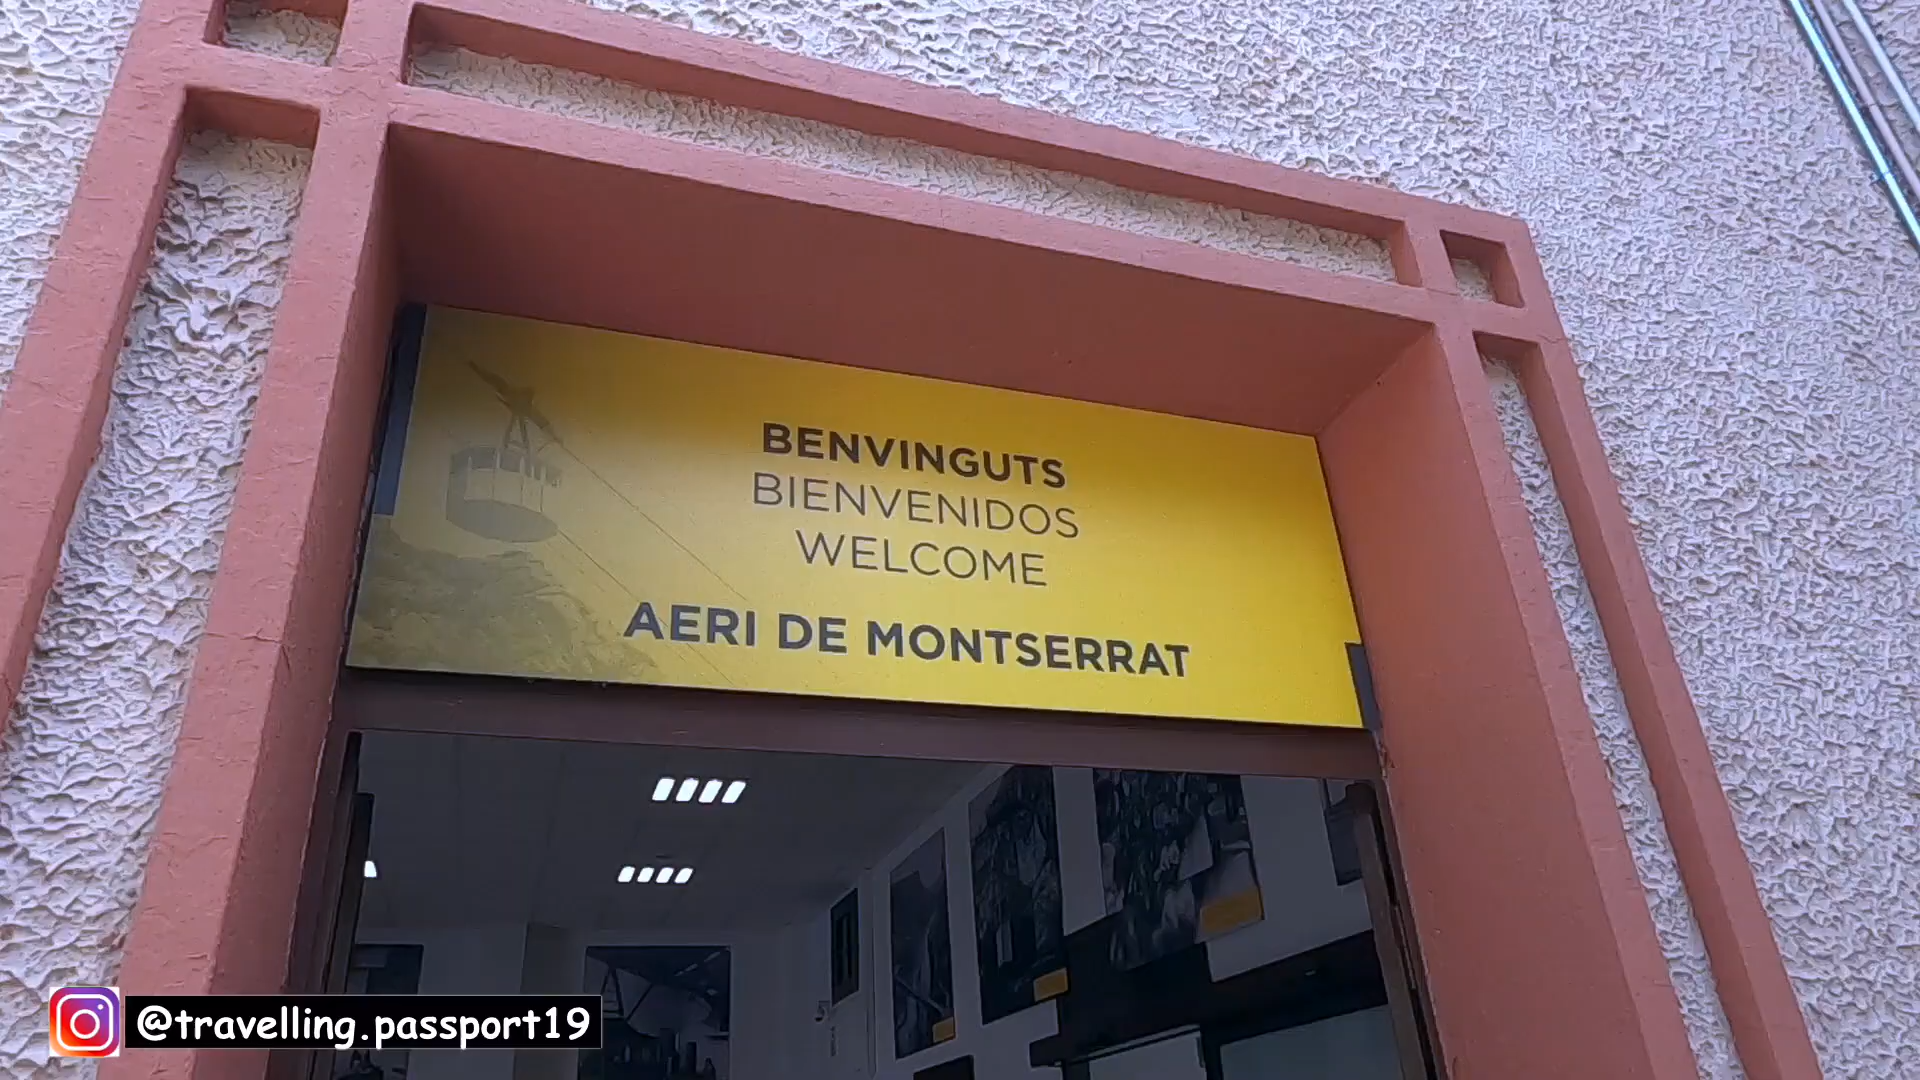 BENVINGUTS
BIENVENIDOS
WELCOME
AERI DE MONTSERRAT
@travelling.passport19